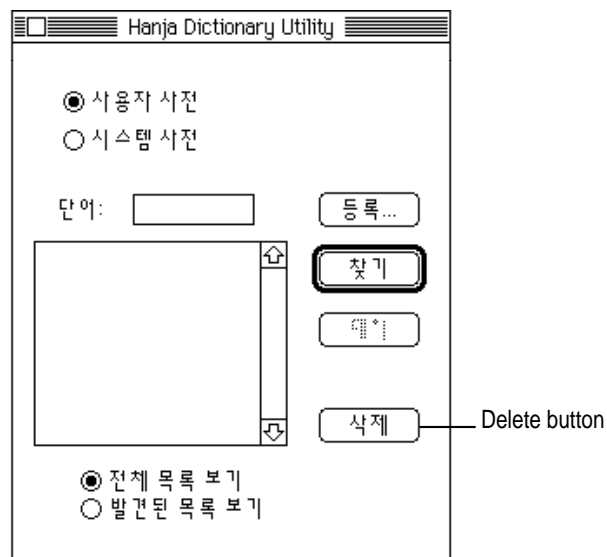 Hanja Dictionary Utility
사용자 사전
시스템 사전
단어:
등록...
찾기
삭제
Delete button
전체 목록 보기
발견된 목록 보기